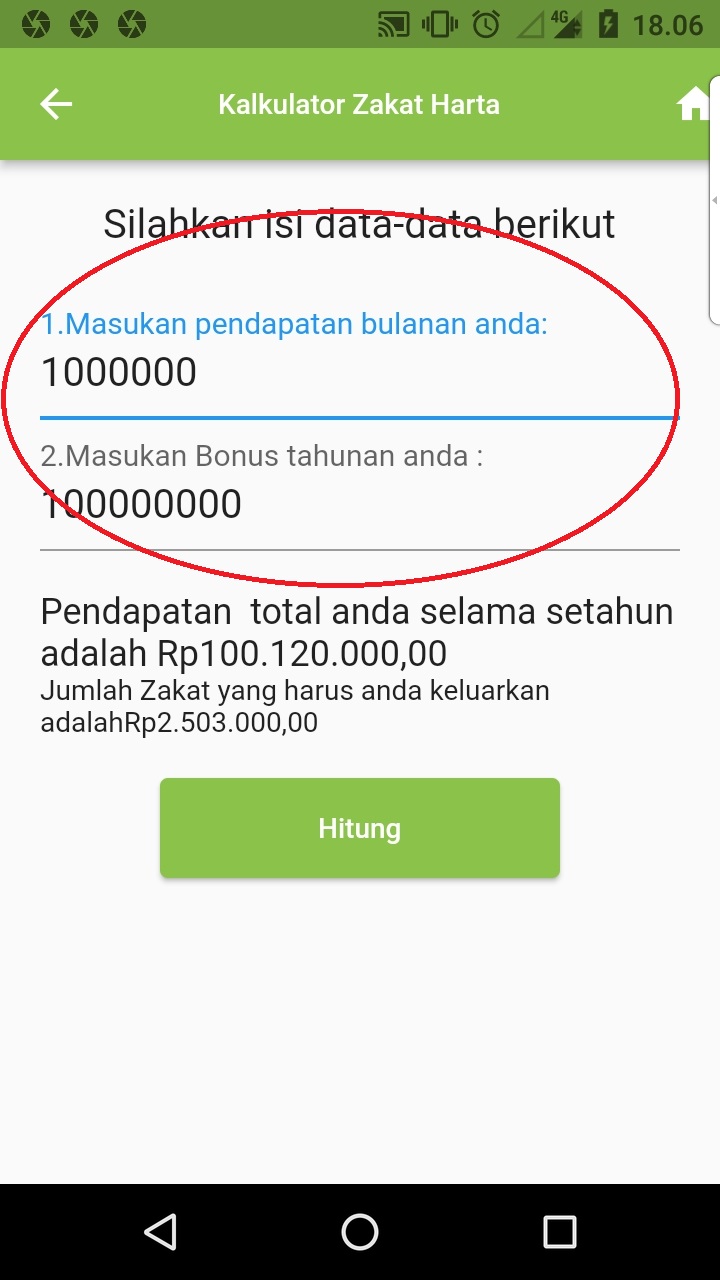 4G 18.06
Kalkulator Zakat Harta
Silahkan isi data-data berikut
1.Masukan pendapatan bulanan anda:
1000000
2.Masukan Bonus tahunan anda :
100000000
Pendapatan  total anda selama setahun
adalah Rp100.120.000,00
Jumlah Zakat yang harus anda keluarkan
adalahRp2.503.000,00
Hitung